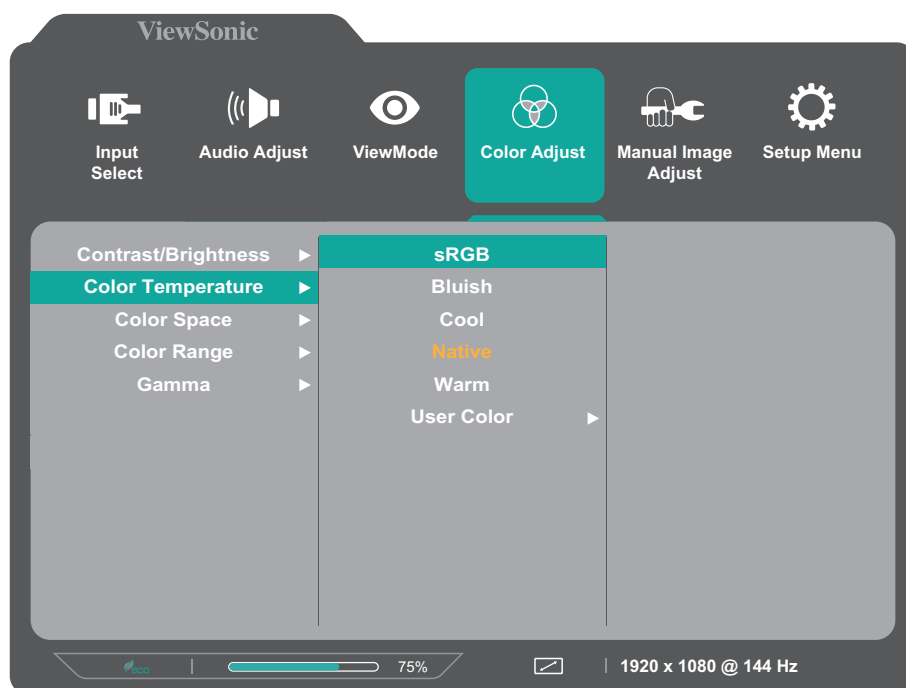 ViewSonic
Input Select
Audio Adjust
ViewMode
Color Adjust
Manual Image Adjust
Setup Menu
Contrast/Brightness
Color Temperature
Color Space
Color Range
Gamma
sRGB
Bluish
Cool
Native
Warm
User Color
eco
75%
1920 x 1080 @ 144 Hz